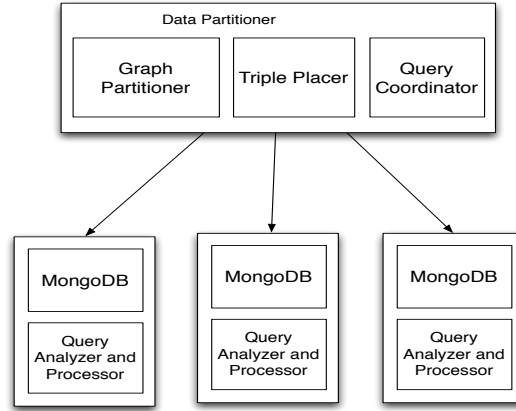 Data Partitioner
Graph
Partitioner
Triple Placer
Query
Coordinator
MongoDB
Query
Analyzer and
Processor
MongoDB
Query
Analyzer and
Processor
MongoDB
Query
Analyzer and
Processor